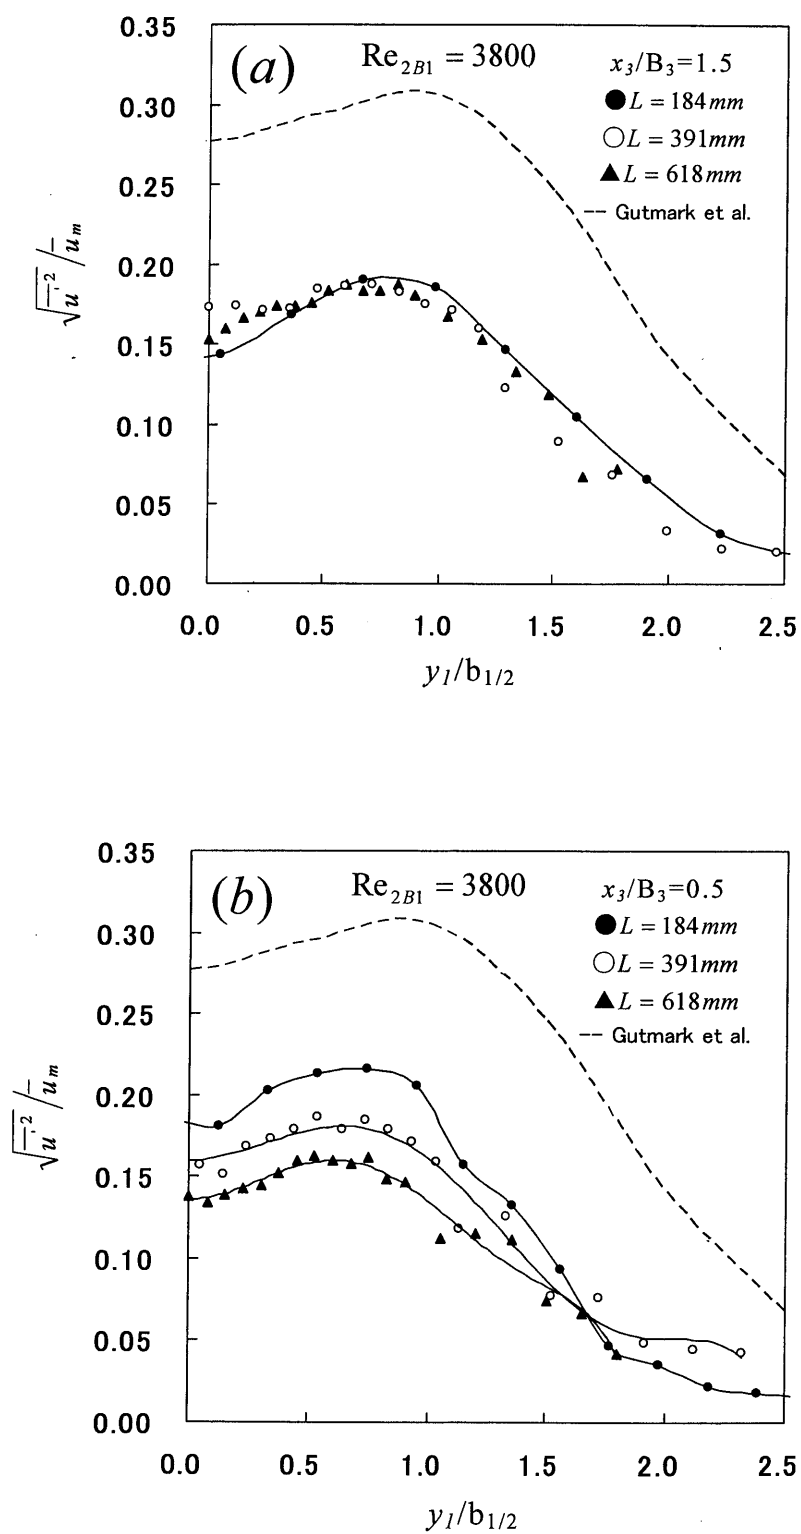 0.35
(a)
Re2B1 = 3800
x3/B3=1.5
0.30
● L = 184mm
○ L = 391mm
0.25
▲ L = 618mm
-- Gutmark et al.
0.20
√u'² / u̅m
0.15
0.10
0.05
0.00
0.0 0.5 1.0 1.5 2.0 2.5
y1/b1/2
0.35
(b)
Re2B1 = 3800
x3/B3=0.5
0.30
● L = 184mm
○ L = 391mm
0.25
▲ L = 618mm
-- Gutmark et al.
0.20
√u'² / u̅m
0.15
0.10
0.05
0.00
0.0 0.5 1.0 1.5 2.0 2.5
y1/b1/2